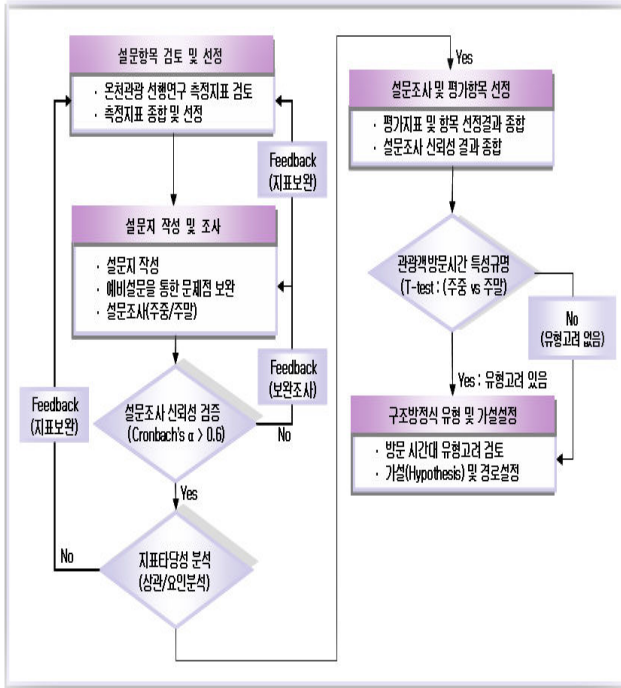 설문항목 검토 및 선정
· 온천관광 선행연구 측정지표 검토
· 측정지표 종합 및 선정
Feedback
(지표보완)
설문지 작성 및 조사
· 설문지 작성
· 예비설문을 통한 문제점 보완
· 설문조사(주중/주말)
Feedback
(보완조사)
Feedback
(지표보완)
설문조사 신뢰성 검증
(Cronbach's α > 0.6)
No
Yes
No
지표타당성 분석
(상관/요인분석)
Yes
설문조사 및 평가항목 선정
· 평가지표 및 항목 선정결과 종합
· 설문조사 신뢰성 결과 종합
관광객방문시간 특성규명
(T-test : (주중 vs 주말)
No
(유형고려 없음)
Yes : 유형고려 있음
구조방정식 유형 및 가설설정
· 방문 시간대 유형고려 검토
· 가설(Hypothesis) 및 경로설정